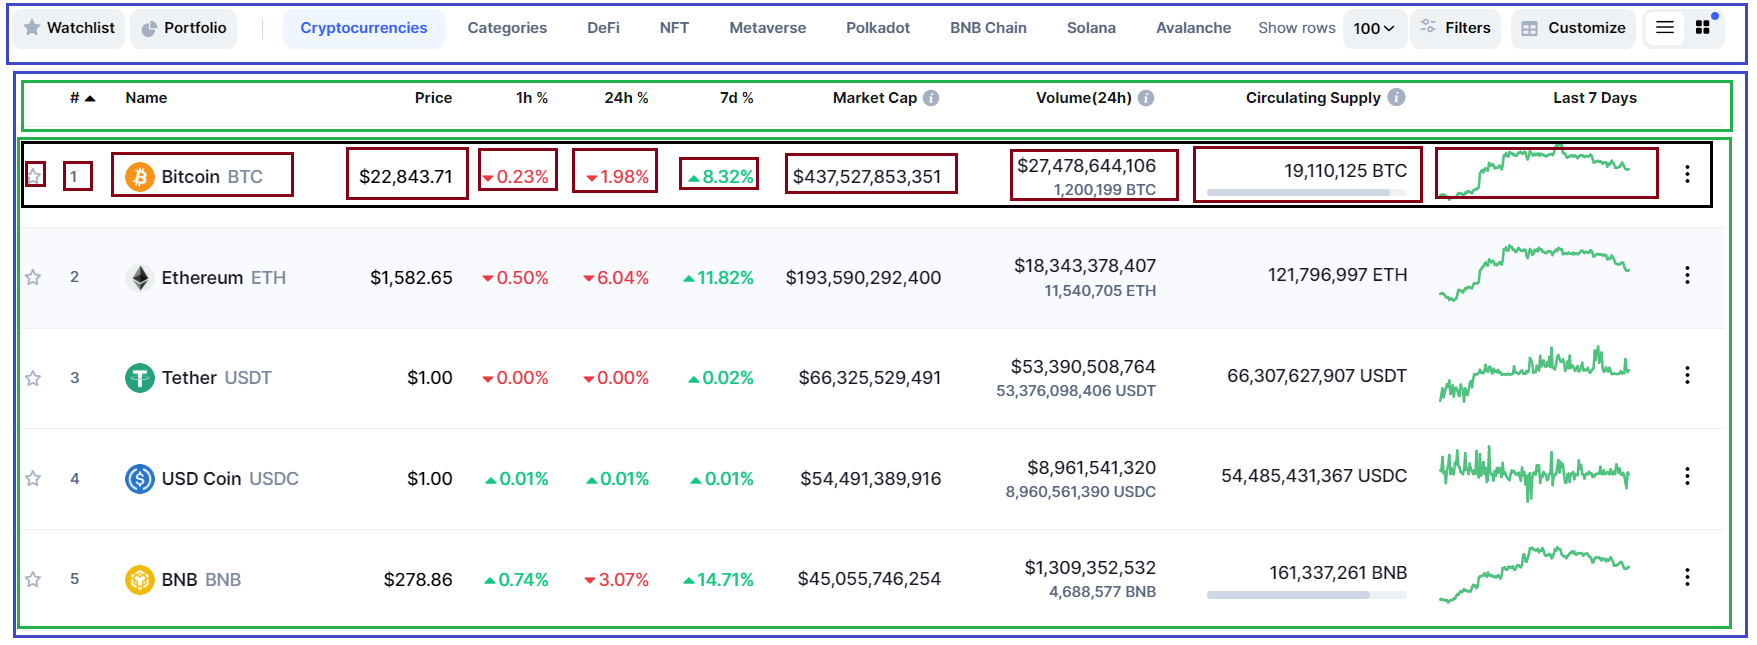 Watchlist Portfolio Cryptocurrencies Categories DeFi NFT Metaverse Polkadot BNB Chain Solana Avalanche Show rows 100 Filters Customize
# Name Price 1h % 24h % 7d % Market Cap Volume(24h) Circulating Supply Last 7 Days
1 Bitcoin BTC $22,843.71 0.23% 1.98% 8.32% $437,527,853,351 $27,478,644,106 19,110,125 BTC
1,200,199 BTC
2 Ethereum ETH $1,582.65 0.50% 6.04% 11.82% $193,590,292,400 $18,343,378,407 121,796,997 ETH
11,540,705 ETH
3 Tether USDT $1.00 0.00% 0.00% 0.02% $66,325,529,491 $53,390,508,764 66,307,627,907 USDT
53,376,098,406 USDT
4 USD Coin USDC $1.00 0.01% 0.01% 0.01% $54,491,389,916 $8,961,541,320 54,485,431,367 USDC
8,960,561,390 USDC
5 BNB BNB $278.86 0.74% 3.07% 14.71% $45,055,746,254 $1,309,352,532 161,337,261 BNB
4,688,577 BNB